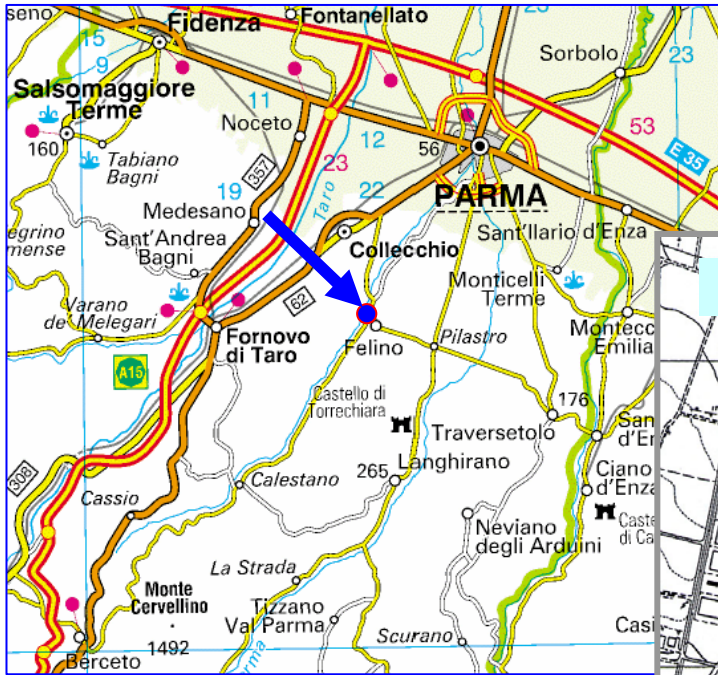 seno
15
Fidenza
Fontanellato
23
9
Sorbolo
23
Salsomaggiore
Terme
11
Noceto
12
53
160
Tabiano
Bagni
357
23
56
E 35
19
Taro
22
PARMA
Medesano
egrino
mense
Sant'Andrea
Bagni
Collecchio
Sant'Ilario d'Enza
Monticelli
Terme
62
Varano
de' Melegari
Fornovo
di Taro
Felino
Pilastro
Montecc
Emilia
A15
Castello di
Torrechiara
176
Traversetolo
San
d'En
308
Calestano
265
Langhirano
Ciano
d'Enza
Cassio
Neviano
degli Arduini
Caste
di Ca
La Strada
Monte
Cervellino
1492
Tizzano
Val Parma
Scurano
Casi
Berceto
rma